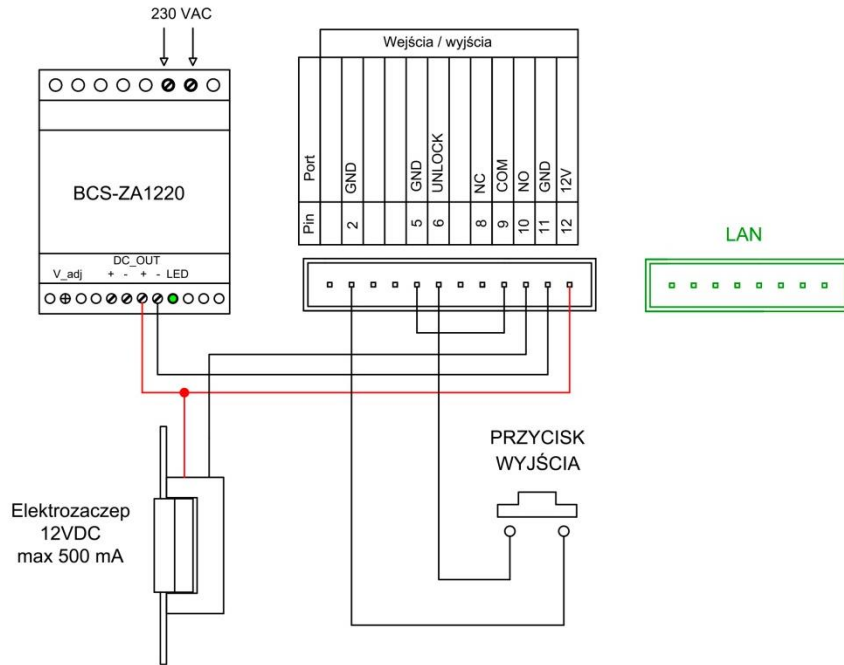 230 VAC
BCS-ZA1220
DC_OUT
V_adj + - + - LED
Wejścia / wyjścia
Port GND GND UNLOCK NC COM NO GND 12V
Pin 2 5 6 8 9 10 11 12
LAN
PRZYCISK
WYJŚCIA
Elektrozaczep
12VDC
max 500 mA